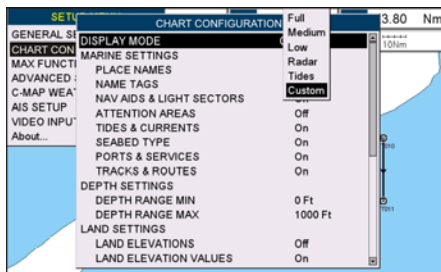 SETU
CHART CONFIGURATION
3.80 Nm
10Nm
GENERAL SE
CHART CON
MAX FUNCTI
ADVANCED
C-MAP WEA
AIS SETUP
VIDEO INPU
About...
DISPLAY MODE
Full
Medium
Low
Radar
Tides
Custom
MARINE SETTINGS
PLACE NAMES
NAME TAGS
NAV AIDS & LIGHT SECTORS
ATTENTION AREAS Off
TIDES & CURRENTS On
SEABED TYPE On
PORTS & SERVICES On
TRACKS & ROUTES On
DEPTH SETTINGS
DEPTH RANGE MIN 0 Ft
DEPTH RANGE MAX 1000 Ft
LAND SETTINGS
LAND ELEVATIONS Off
LAND ELEVATION VALUES On